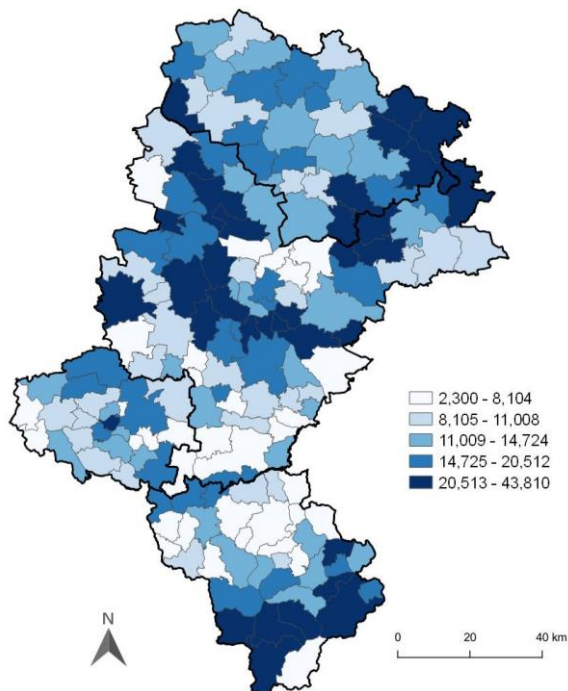 2,300 - 8,104
8,105 - 11,008
11,009 - 14,724
14,725 - 20,512
20,513 - 43,810
N
0 20 40 km